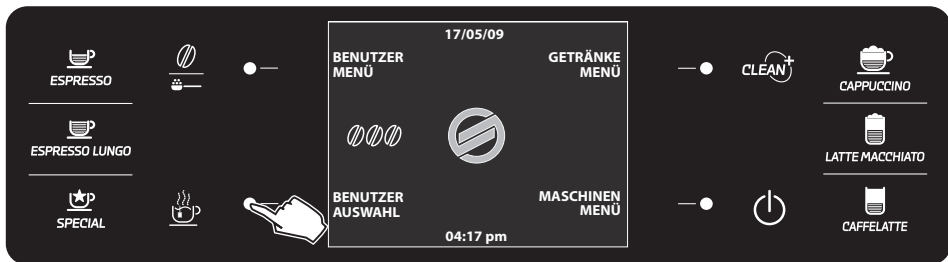 17/05/09
BENUTZER
MENÜ
GETRÄNKE
MENÜ
ESPRESSO
CLEAN+
CAPPUCCINO
ESPRESSO LUNGO
LATTE MACCHIATO
BENUTZER
AUSWAHL
MASCHINEN
MENÜ
SPECIAL
CAFFELATTE
04:17 pm